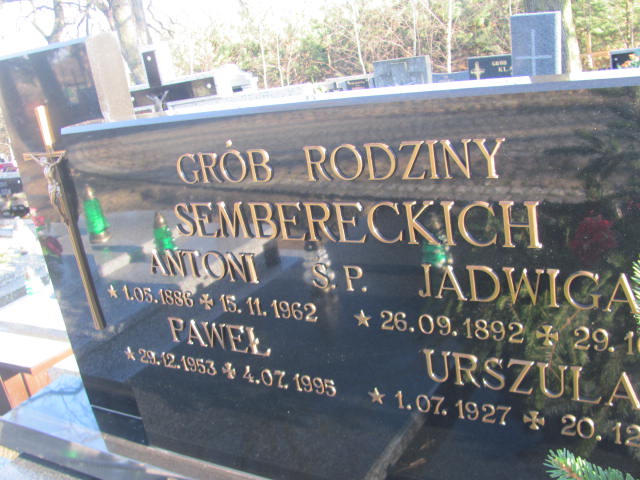 GRÓB RODZINY
SEMBERECKICH
ANTONI Ś.P. JADWIGA
★ 1.05.1886 ✠ 15.11.1962 ★ 26.09.1892 ✠ 29.1
PAWEŁ URSZULA
★ 29.12.1953 ✠ 4.07.1995 ★ 1.07.1927 ✠ 20.12
GRÓB